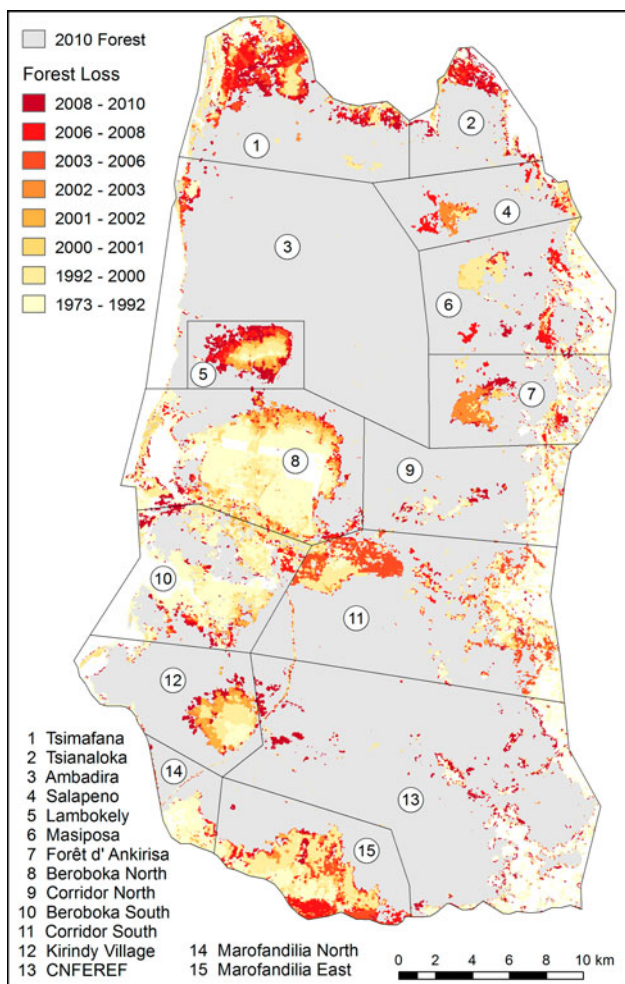 2010 Forest
Forest Loss
2008 - 2010
2006 - 2008
2003 - 2006
2002 - 2003
2001 - 2002
2000 - 2001
1992 - 2000
1973 - 1992
1
2
3
4
5
6
7
8
9
10
11
12
13
14
15
1 Tsimafana
2 Tsianaloka
3 Ambadira
4 Salapeno
5 Lambokely
6 Masiposa
7 Forêt d' Ankirisa
8 Beroboka North
9 Corridor North
10 Beroboka South
11 Corridor South
12 Kirindy Village
13 CNFEREF
14 Marofandilia North
15 Marofandilia East
0 2 4 6 8 10 km